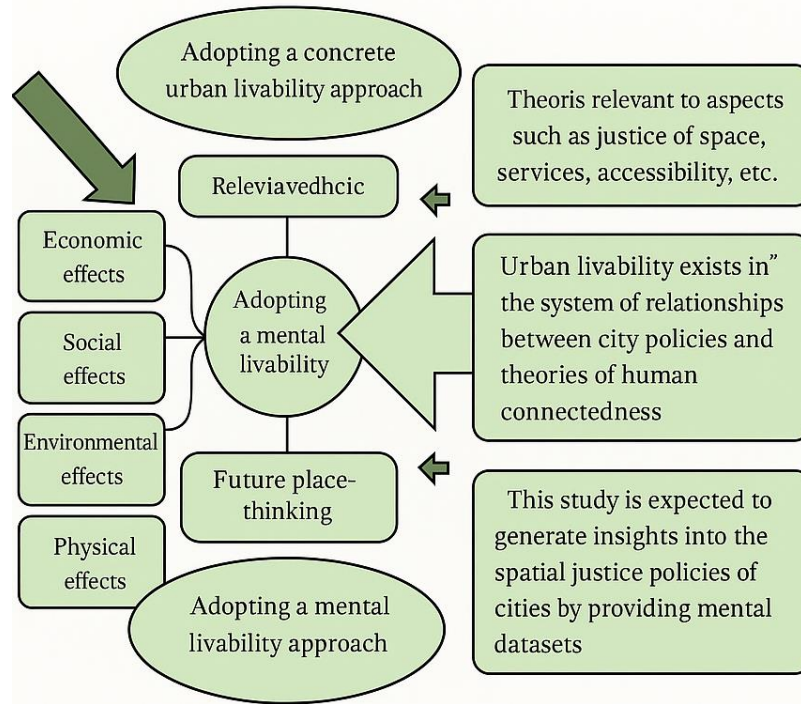 Adopting a concrete
urban livability approach
Theoris relevant to aspects
such as justice of space,
services, accessibility, etc.
Releviavedhcic
Economic
effects
Social
effects
Environmental
effects
Physical
effects
Adopting
a mental
livability
Urban livability exists in”
the system of relationships
between city policies and
theories of human
connectedness
Future place-
thinking
This study is expected to
generate insights into the
spatial justice policies of
cities by providing mental
datasets
Adopting a mental
livability approach